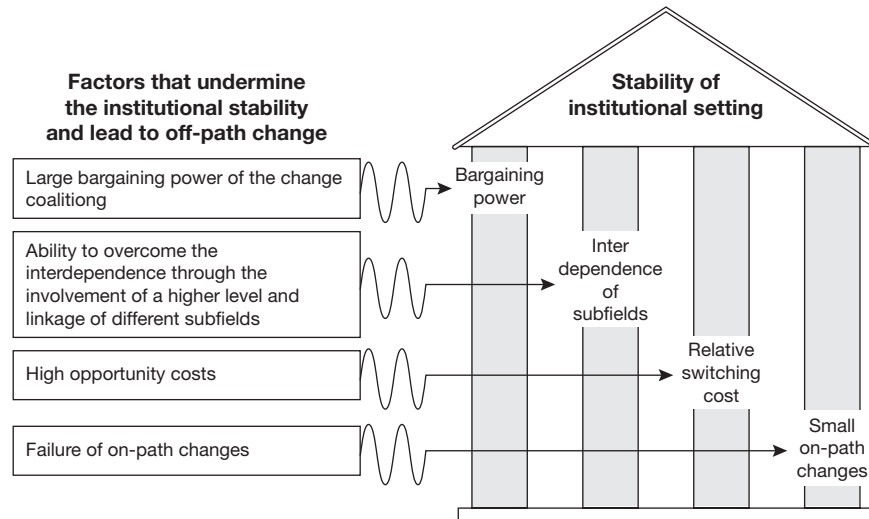 Factors that undermine
the institutional stability
and lead to off-path change
Stability of
institutional setting
Large bargaining power of the change
coalitiong
Bargaining
power
Ability to overcome the
interdependence through the
involvement of a higher level and
linkage of different subfields
Inter
dependence
of
subfields
High opportunity costs
Relative
switching
cost
Failure of on-path changes
Small
on-path
changes